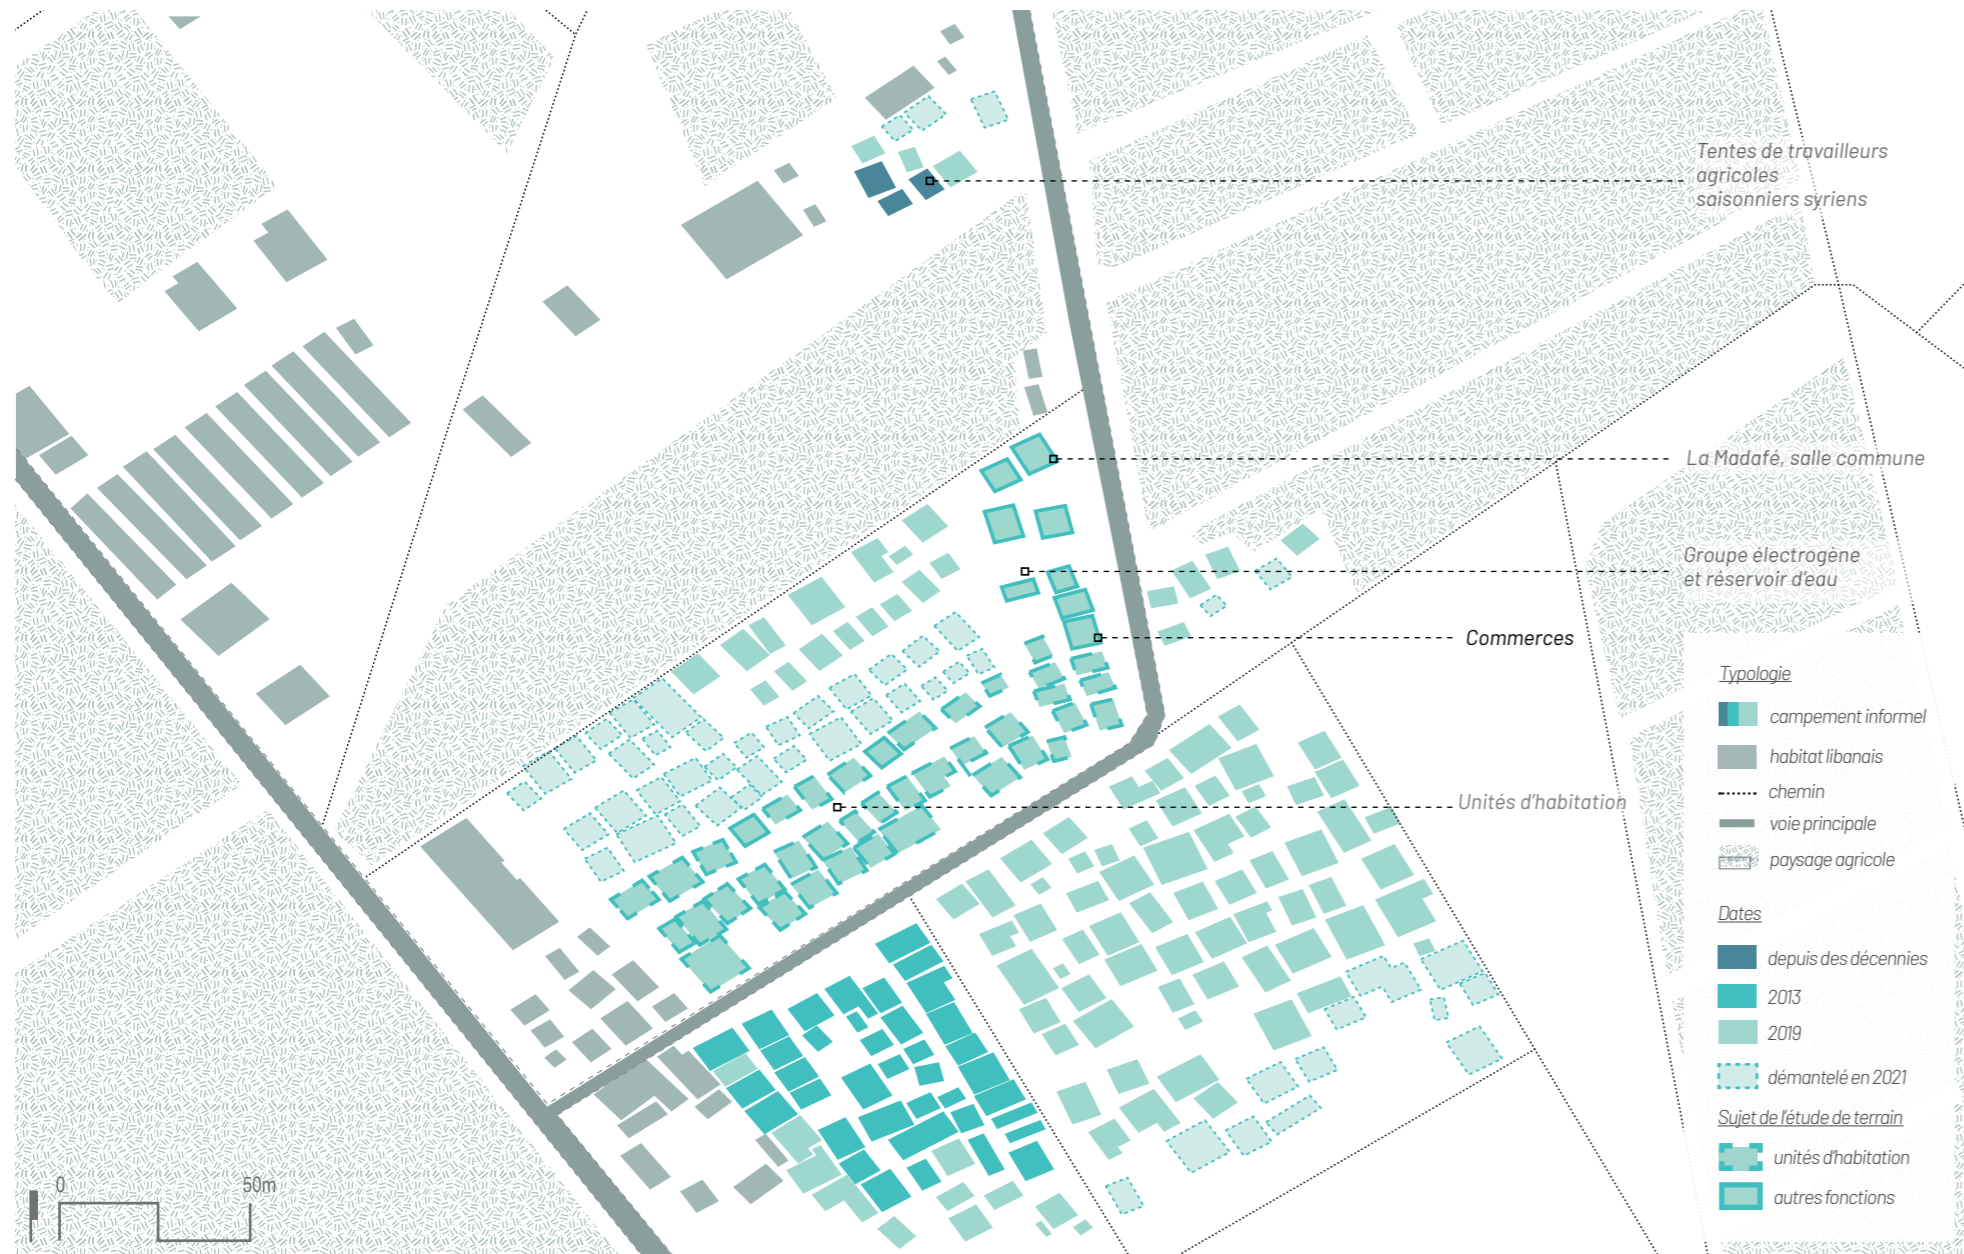 Tentes de travailleurs
agricoles
saisonniers syriens
La Madafé, salle commune
Groupe électrogène
et réservoir d'eau
Commerces
Unités d'habitation
Typologie
campement informel
habitat libanais
chemin
voie principale
paysage agricole
Dates
depuis des décennies
2013
2019
démantelé en 2021
Sujet de l'étude de terrain
unités d'habitation
autres fonctions
0 50m